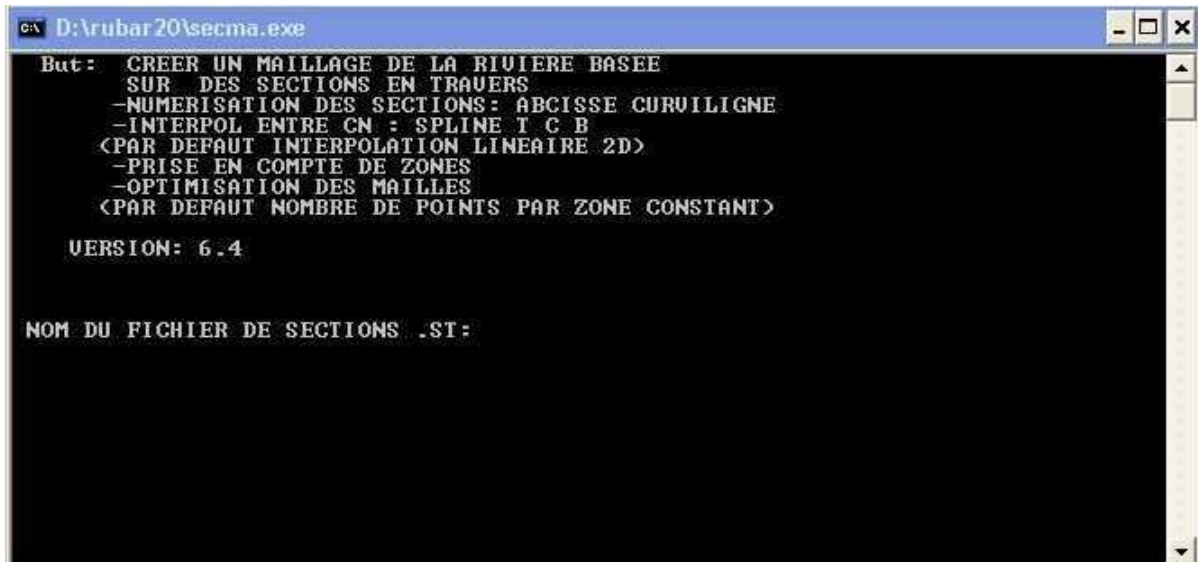 D:\rubar20\secma.exe
But: CREER UN MAILLAGE DE LA RIVIERE BASEE
SUR DES SECTIONS EN TRAVERS
-NUMERISATION DES SECTIONS: ABCISSE CURVILIGNE
-INTERPOL ENTRE CN : SPLINE T C B
(PAR DEFAUT INTERPOLATION LINEAIRE 2D)
-PRISE EN COMPTE DE ZONES
-OPTIMISATION DES MAILLES
(PAR DEFAUT NOMBRE DE POINTS PAR ZONE CONSTANT)
VERSION: 6.4
NOM DU FICHIER DE SECTIONS .ST: